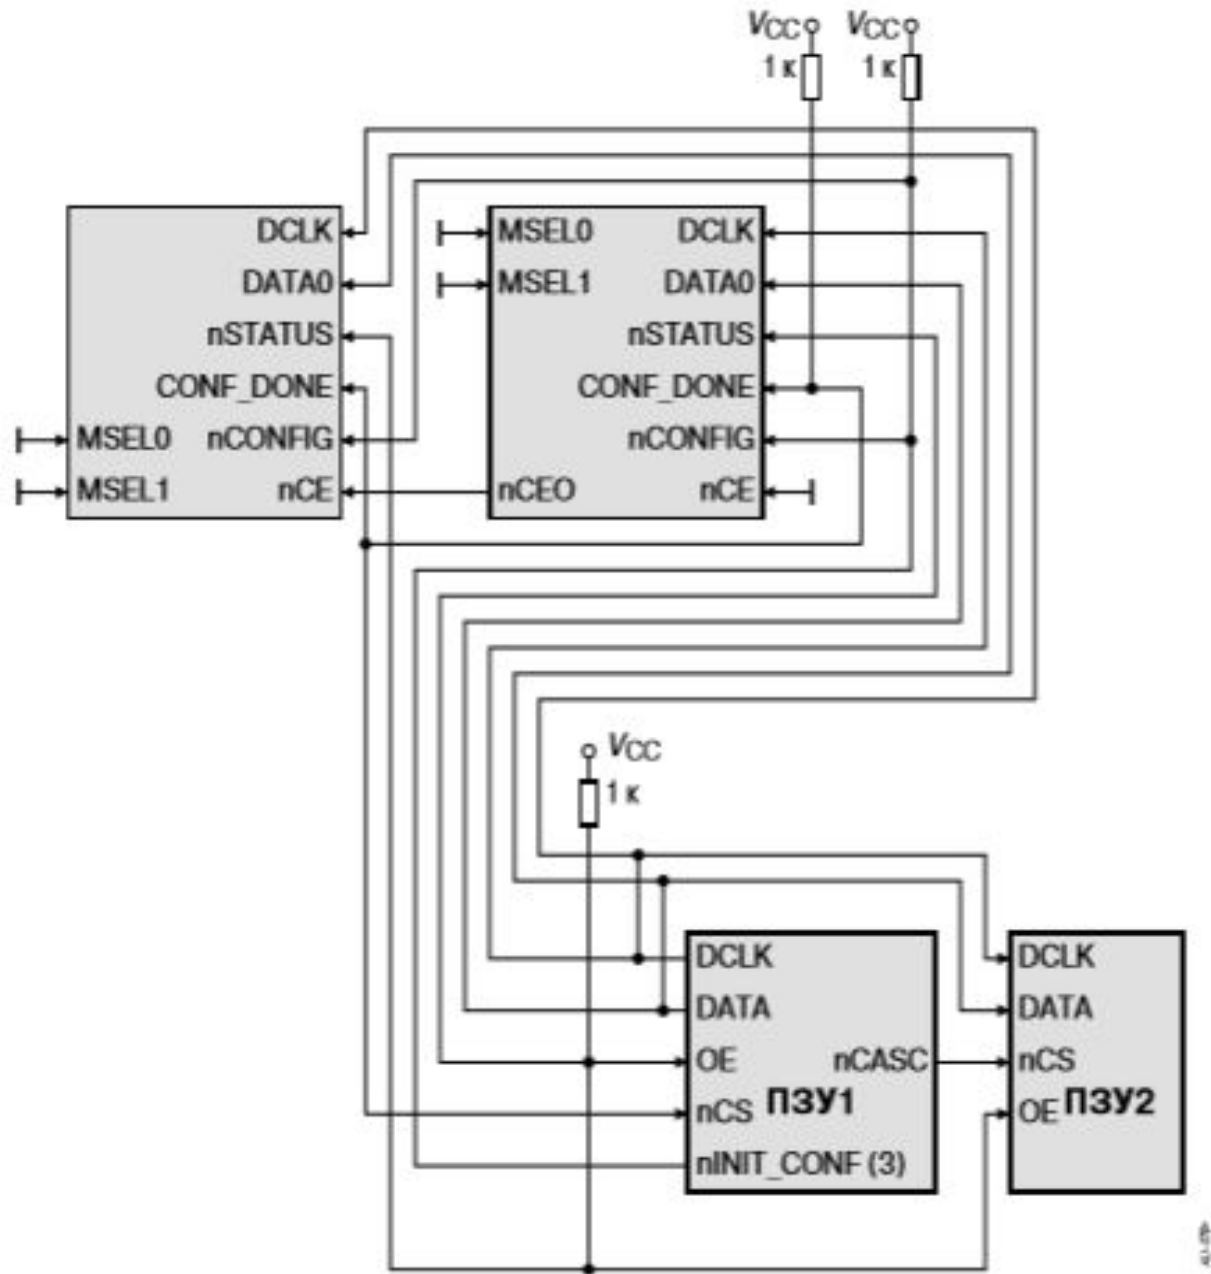 VCC VCC
1 к 1 к
DCLK
DATA0
nSTATUS
CONF_DONE
MSEL0 nCONFIG
MSEL1 nCE
MSEL0 DCLK
MSEL1 DATA0
nSTATUS
CONF_DONE
nCONFIG
nCEO nCE
VCC
1 к
DCLK
DATA
OE nCASC
nCS ПЗУ1
nINIT_CONF (3)
DCLK
DATA
nCS
OE ПЗУ2